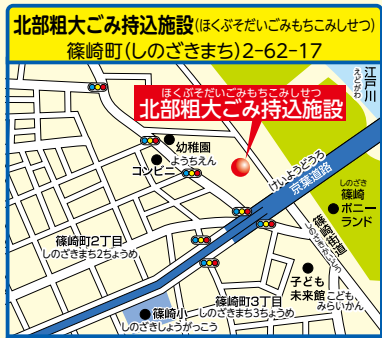 北部粗大ごみ持込施設(ほくぶそだいごみもちこみしせつ)
篠崎町(しのざきまち)2-62-17
江戸川
えどがわ
ほくぶそだいごみもちこみしせつ
北部粗大ごみ持込施設
幼稚園
ようちえん
コンビニ
けいようどうろ
京葉道路
しのざき
篠崎
ポニー
ランド
篠崎街道
しのざきかいどう
篠崎町2丁目
しのざきまち2ちょうめ
子ども
未来館
こども
みらいかん
篠崎小
しのざきしょうがっこう
篠崎町3丁目
しのざきまち3ちょうめ